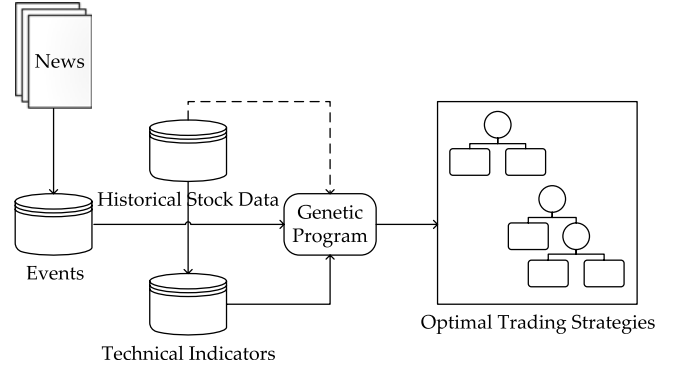 News
Historical Stock Data
Genetic
Program
Events
Optimal Trading Strategies
Technical Indicators